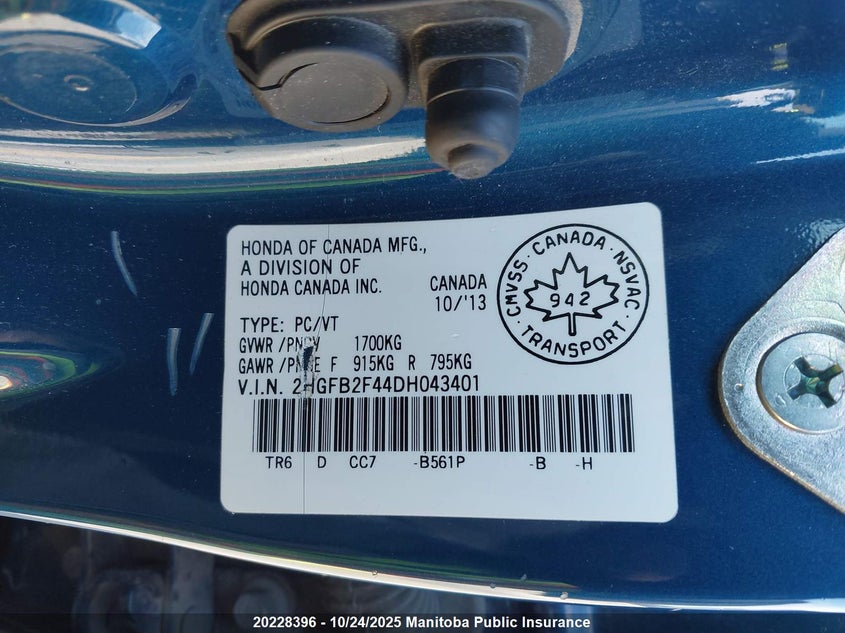 HONDA OF CANADA MFG.,
A DIVISION OF
HONDA CANADA INC.
CANADA
10/'13
CMVSS · CANADA · NSVAC
942
· TRANSPORT ·
TYPE: PC/VT
GVWR /PNBV 1700KG
GAWR /PNBE F 915KG R 795KG
V.I.N. 2HGFB2F44DH043401
TR6 D CC7 -B561P -B -H
20228396 - 10/24/2025 Manitoba Public Insurance